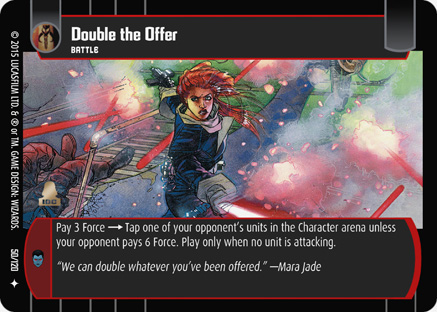 Double the Offer
BATTLE
© 2015 LUCASFILM LTD. & ® or TM. GAME DESIGN: WIZARDS.
Pay 3 Force → Tap one of your opponent's units in the Character arena unless
your opponent pays 6 Force. Play only when no unit is attacking.
"We can double whatever you've been offered." —Mara Jade
50/120